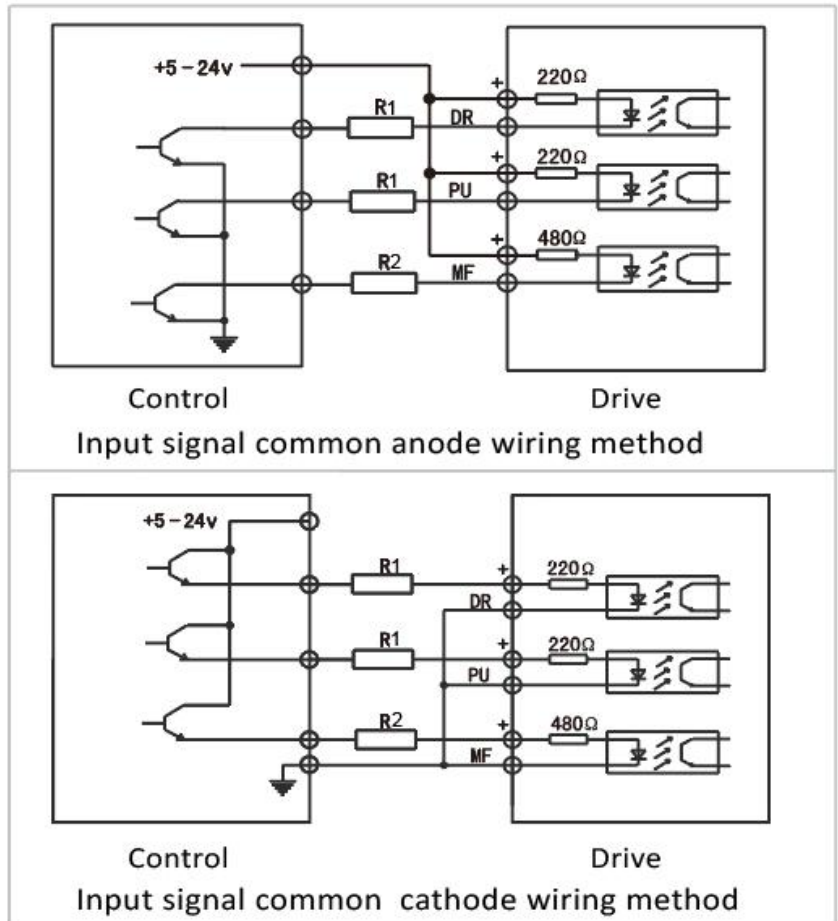 +5-24v
+
220Ω
R1
DR
+
220Ω
R1
PU
+
480Ω
R2
MF
Control
Drive
Input signal common anode wiring method
+5-24v
R1
+
220Ω
DR
R1
+
220Ω
PU
R2
+
480Ω
MF
Control
Drive
Input signal common cathode wiring method